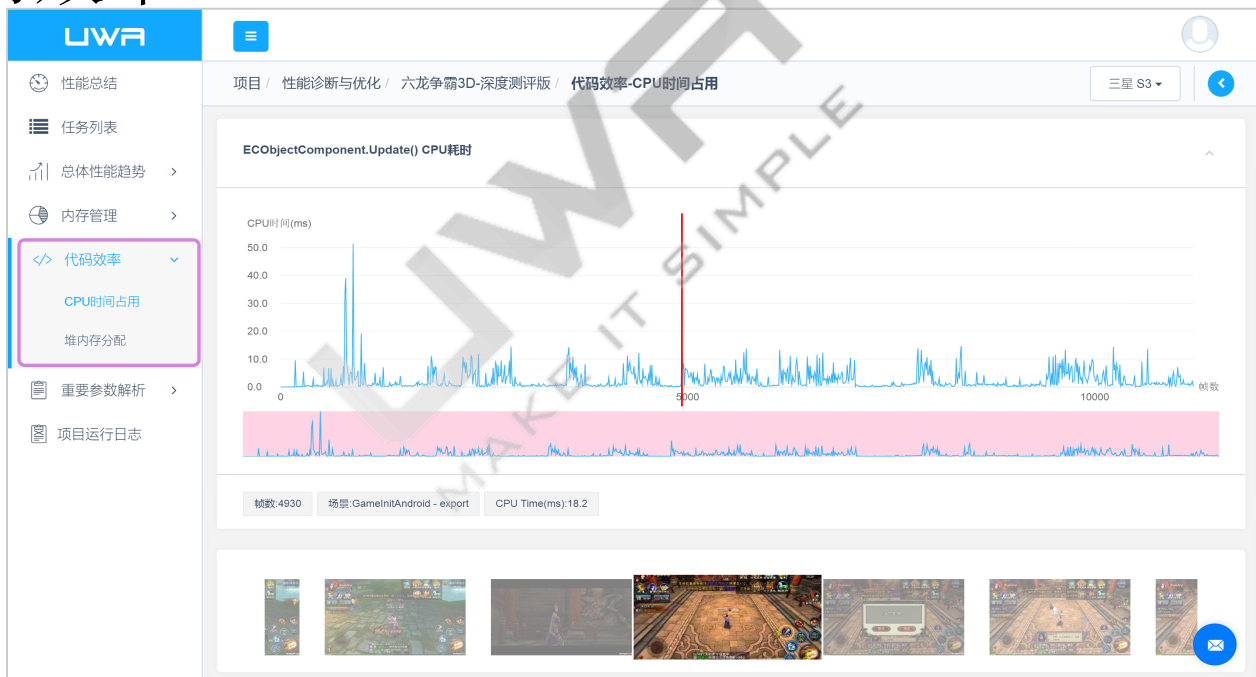 UWA
性能总结
任务列表
总体性能趋势
内存管理
</> 代码效率
CPU时间占用
堆内存分配
重要参数解析
项目运行日志
项目 / 性能诊断与优化 / 六龙争霸3D-深度测评版 / 代码效率-CPU时间占用
三星 S3
ECObjectComponent.Update() CPU耗时
CPU时间(ms)
50.0
40.0
30.0
20.0
10.0
0.0
0 5000 10000 帧数
帧数:4930 场景:GameInitAndroid - export CPU Time(ms):18.2
UWA
MAKE IT SIMPLE